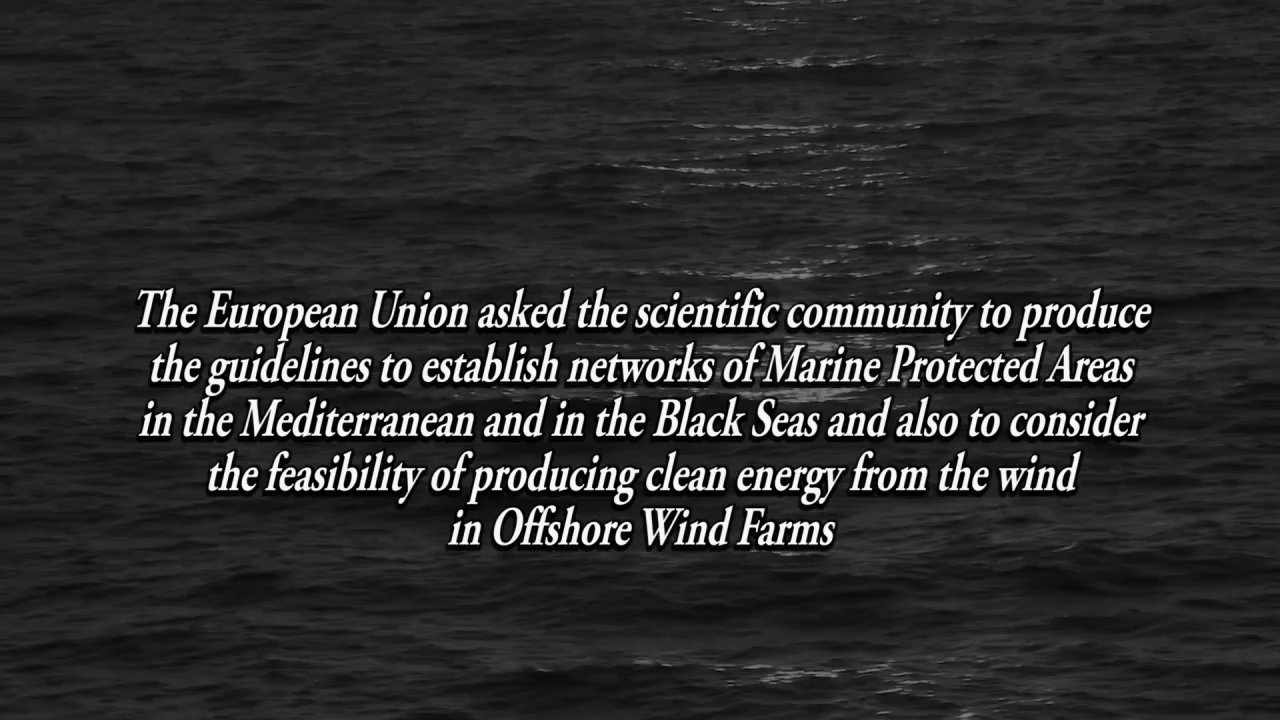 The European Union asked the scientific community to produce
the guidelines to establish networks of Marine Protected Areas
in the Mediterranean and in the Black Seas and also to consider
the feasibility of producing clean energy from the wind
in Offshore Wind Farms